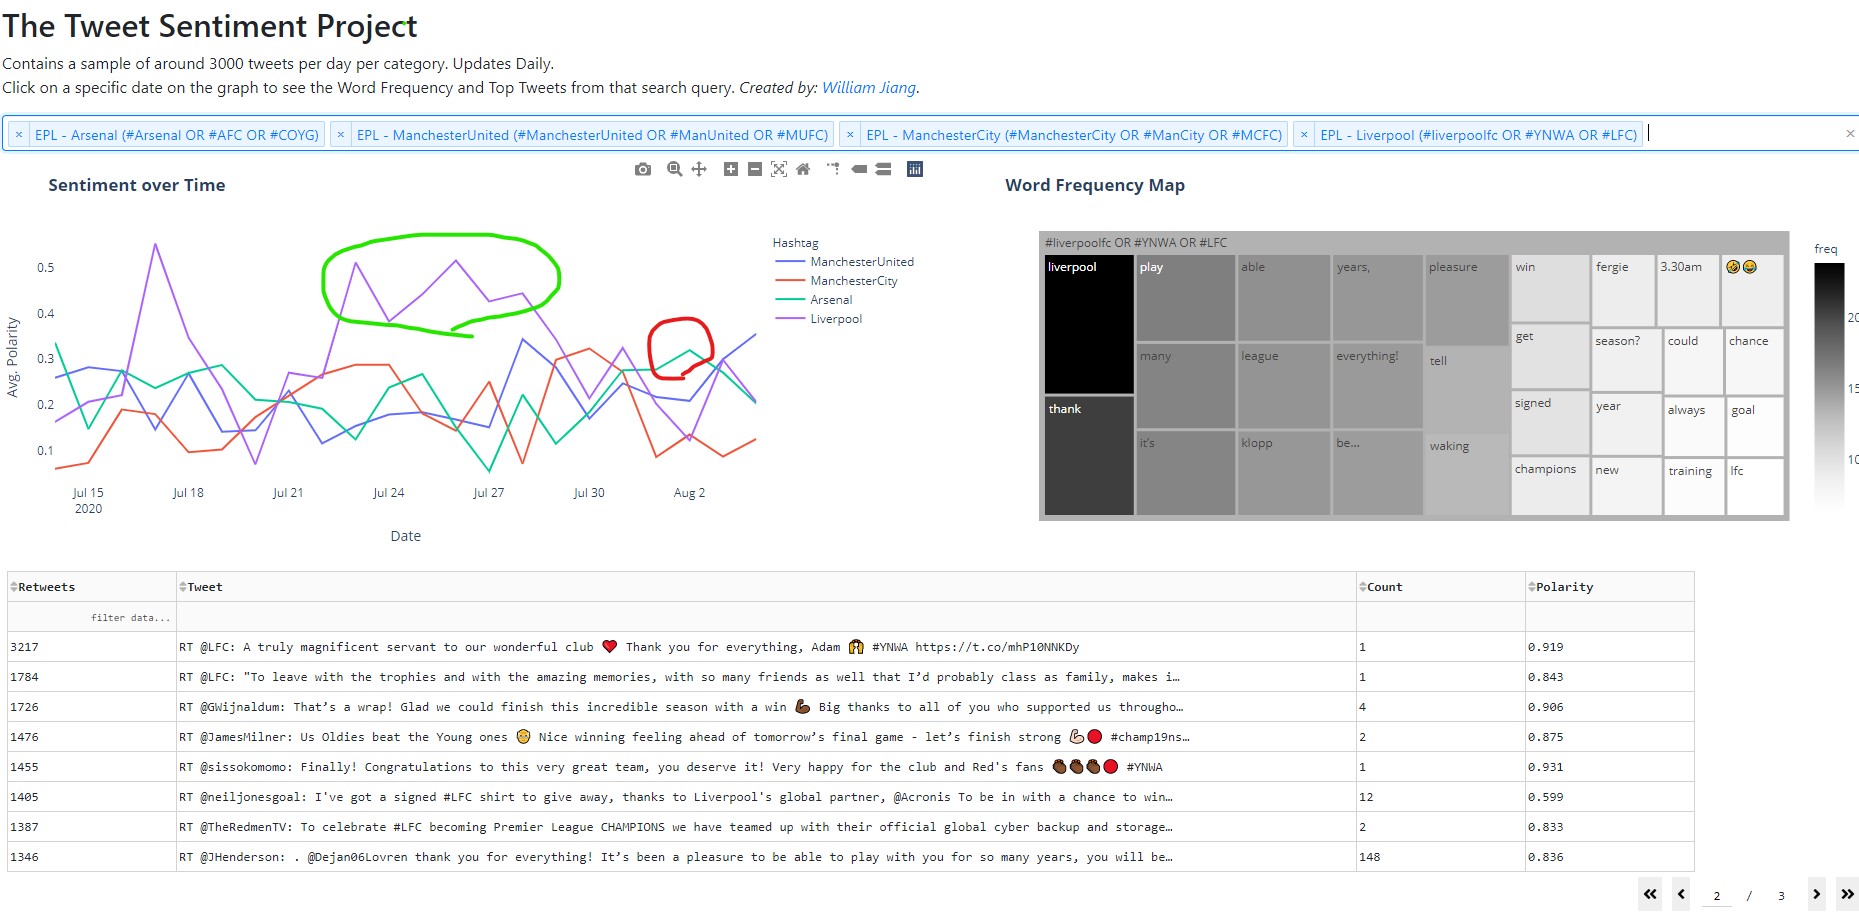 The Tweet Sentiment Project
Contains a sample of around 3000 tweets per day per category. Updates Daily.
Click on a specific date on the graph to see the Word Frequency and Top Tweets from that search query. Created by: William Jiang.
× EPL - Arsenal (#Arsenal OR #AFC OR #COYG) × EPL - ManchesterUnited (#ManchesterUnited OR #ManUnited OR #MUFC) × EPL - ManchesterCity (#ManchesterCity OR #ManCity OR #MCFC) × EPL - Liverpool (#liverpoolfc OR #YNWA OR #LFC) ×
Sentiment over Time
Hashtag
ManchesterUnited
ManchesterCity
Arsenal
Liverpool
Avg. Polarity
0.5
0.4
0.3
0.2
0.1
Jul 15 Jul 18 Jul 21 Jul 24 Jul 27 Jul 30 Aug 2
2020
Date
Word Frequency Map
#liverpoolfc OR #YNWA OR #LFC
liverpool play able years, pleasure win fergie 3.30am 🤣😂
get season? could chance
many league everything! tell
thank signed year always goal
it's klopp be... waking
champions new training lfc
freq
20
15
10
Retweets Tweet Count Polarity
filter data...
3217 RT @LFC: A truly magnificent servant to our wonderful club ❤️ Thank you for everything, Adam 🙌 #YNWA https://t.co/mhP10NNKDy 1 0.919
1784 RT @LFC: "To leave with the trophies and with the amazing memories, with so many friends as well that I’d probably class as family, makes i… 1 0.843
1726 RT @GWijnaldum: That’s a wrap! Glad we could finish this incredible season with a win 💪🏿 Big thanks to all of you who supported us througho… 4 0.906
1476 RT @JamesMilner: Us Oldies beat the Young ones 👴 Nice winning feeling ahead of tomorrow’s final game - let’s finish strong 💪🏻🔴 #champ19ns… 2 0.875
1455 RT @sissokomomo: Finally! Congratulations to this very great team, you deserve it! Very happy for the club and Red's fans 👏🏿👏🏿👏🏿🔴 #YNWA 1 0.931
1405 RT @neiljonesgoal: I've got a signed #LFC shirt to give away, thanks to Liverpool's global partner, @Acronis To be in with a chance to win… 12 0.599
1387 RT @TheRedmenTV: To celebrate #LFC becoming Premier League CHAMPIONS we have teamed up with their official global cyber backup and storage… 2 0.833
1346 RT @JHenderson: . @Dejan06Lovren thank you for everything! It’s been a pleasure to be able to play with you for so many years, you will be… 148 0.836
2 / 3